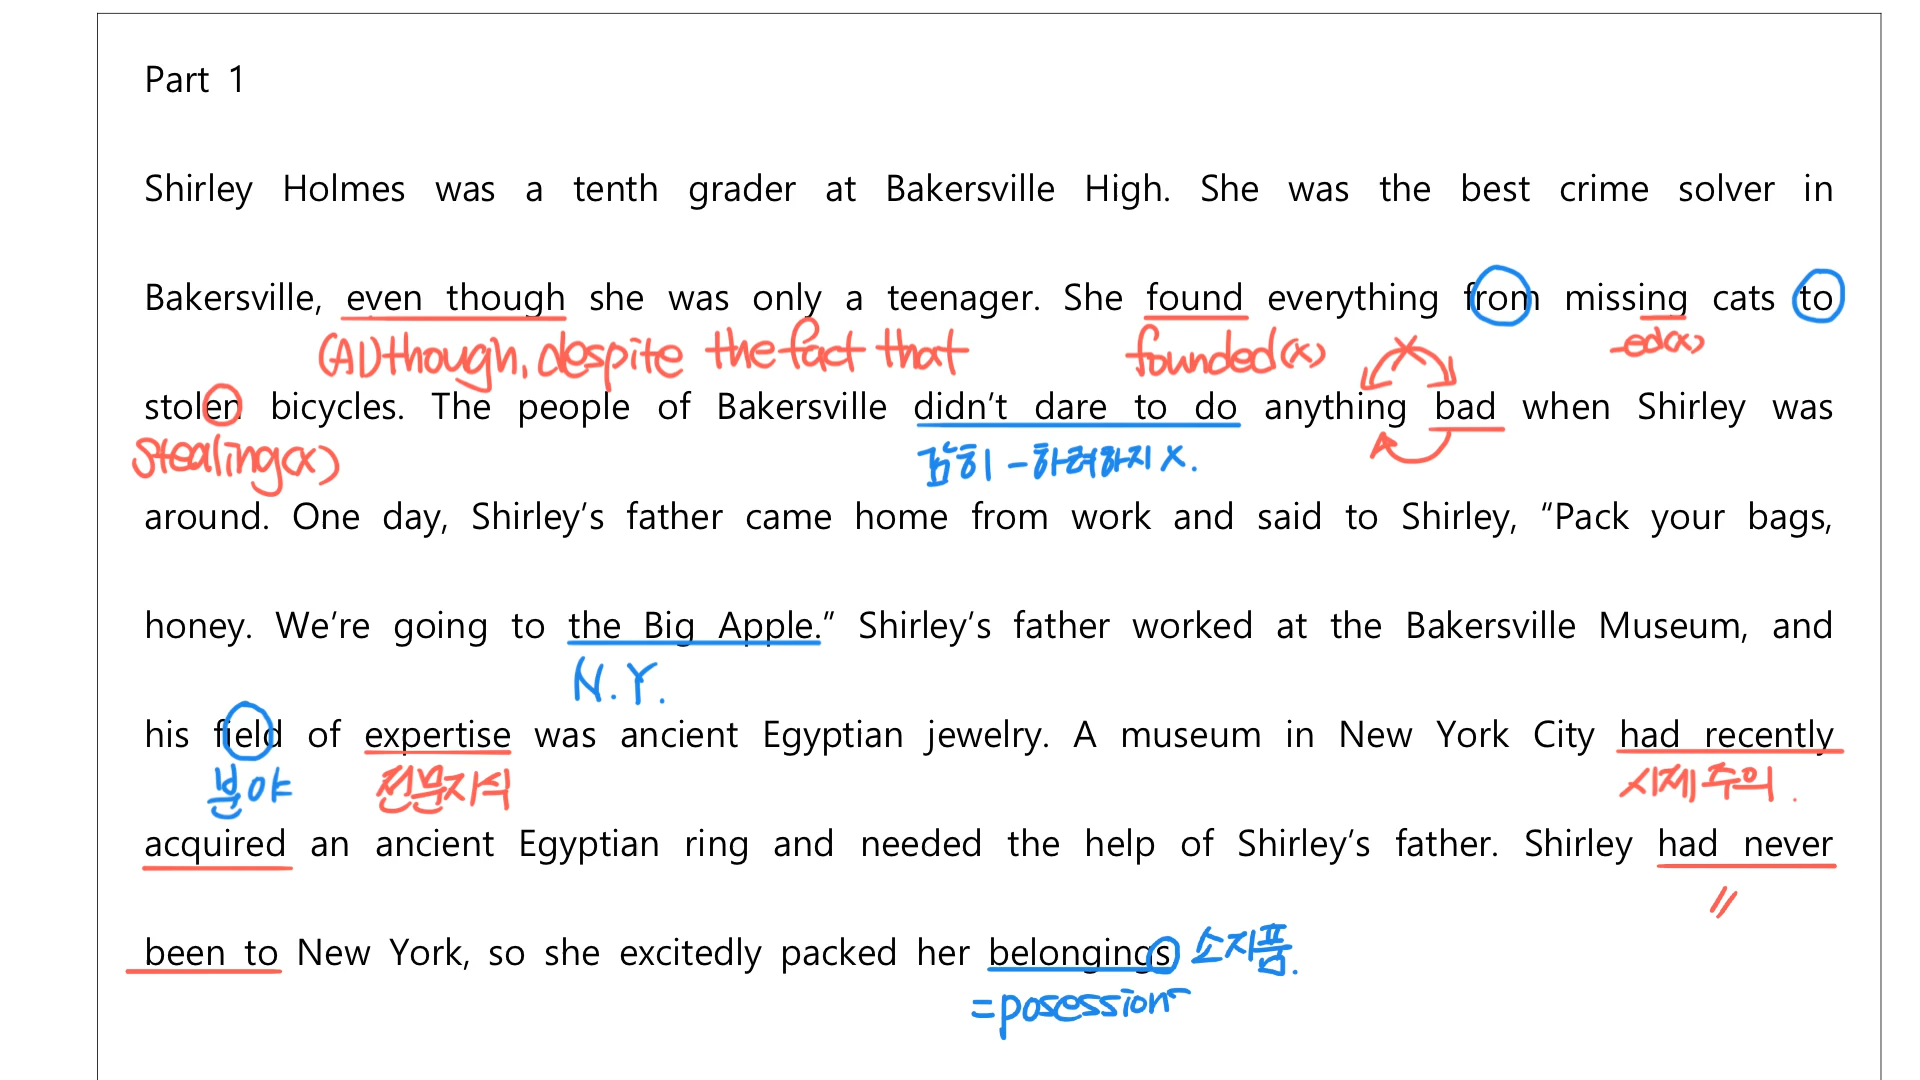 Part 1
Shirley Holmes was a tenth grader at Bakersville High. She was the best crime solver in
Bakersville, even though she was only a teenager. She found everything from missing cats to
(Al)though, despite the fact that founded(x) -ed(x)
stolen bicycles. The people of Bakersville didn't dare to do anything bad when Shirley was
stealing(x) 감히 -하려하지 X.
around. One day, Shirley's father came home from work and said to Shirley, "Pack your bags,
honey. We're going to the Big Apple." Shirley's father worked at the Bakersville Museum, and
N.Y.
his field of expertise was ancient Egyptian jewelry. A museum in New York City had recently
분야 전문지식 시제 주의.
acquired an ancient Egyptian ring and needed the help of Shirley's father. Shirley had never
〃
been to New York, so she excitedly packed her belongings 소지품.
=posession